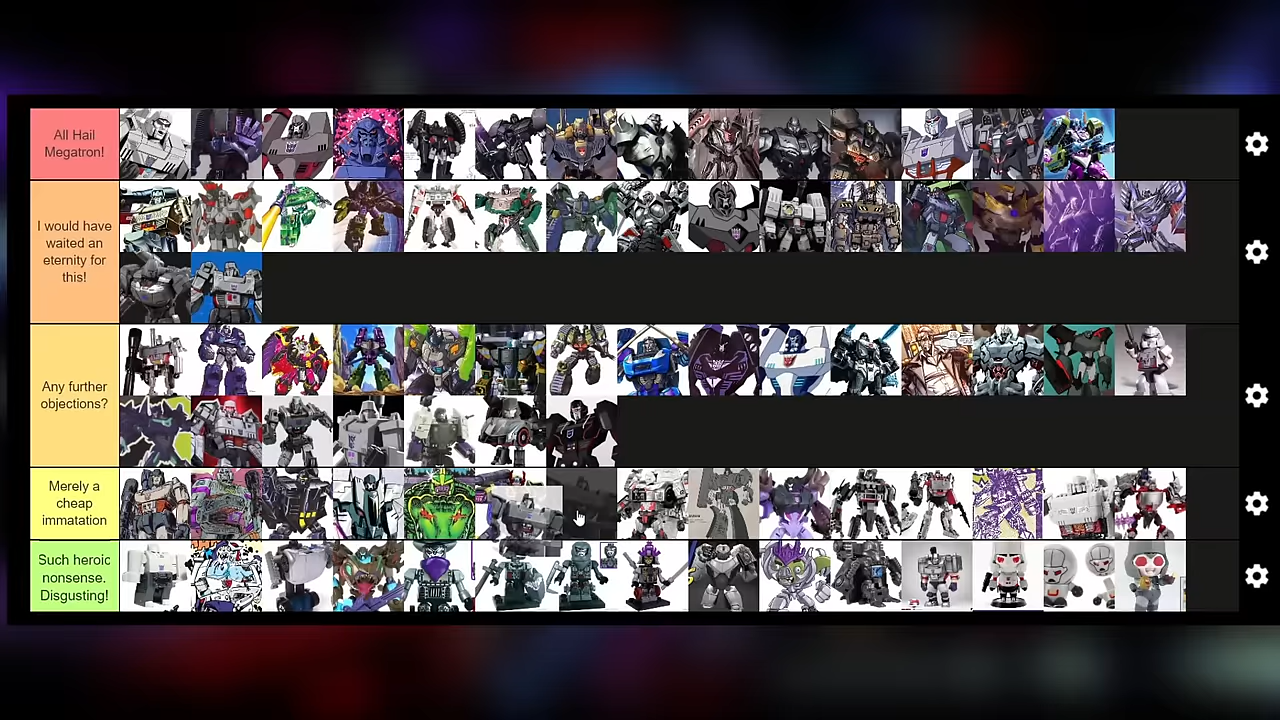 All Hail
Megatron!
I would have
waited an
eternity for
this!
Any further
objections?
Merely a
cheap
immatation
Such heroic
nonsense.
Disgusting!